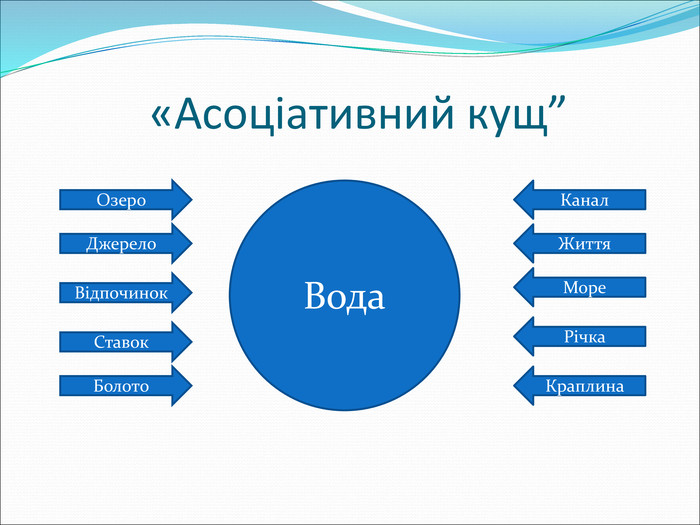 «Асоціативний кущ”
Озеро
Джерело
Відпочинок
Ставок
Болото
Вода
Канал
Життя
Море
Річка
Краплина